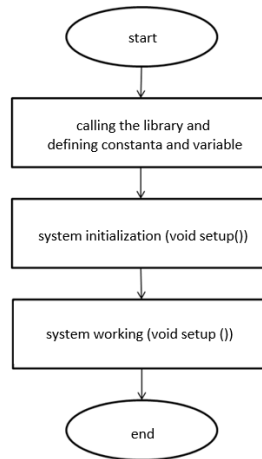 start
calling the library and
defining constanta and variable
system initialization (void setup())
system working (void setup ())
end